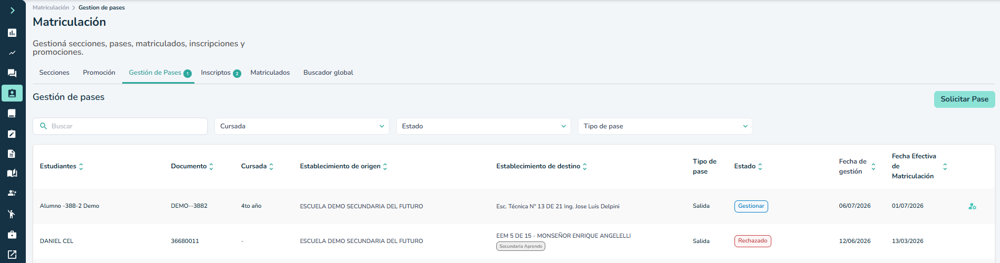 Matriculación > Gestion de pases
Matriculación
Gestioná secciones, pases, matriculados, inscripciones y
promociones.
Secciones Promoción Gestión de Pases 1 Inscriptos 2 Matriculados Buscador global
Gestión de pases
Solicitar Pase
Buscar Cursada Estado Tipo de pase
Estudiantes Documento Cursada Establecimiento de origen Establecimiento de destino Tipo de pase Estado Fecha de gestión Fecha Efectiva de Matriculación
Alumno -388-2 Demo DEMO--3882 4to año ESCUELA DEMO SECUNDARIA DEL FUTURO Esc. Técnica N° 13 DE 21 Ing. Jose Luis Delpini Salida Gestionar 06/07/2026 01/07/2026
DANIEL CEL 36680011 - ESCUELA DEMO SECUNDARIA DEL FUTURO EEM 5 DE 15 - MONSEÑOR ENRIQUE ANGELELLI Salida Rechazado 12/06/2026 13/03/2026
Secundaria Aprende